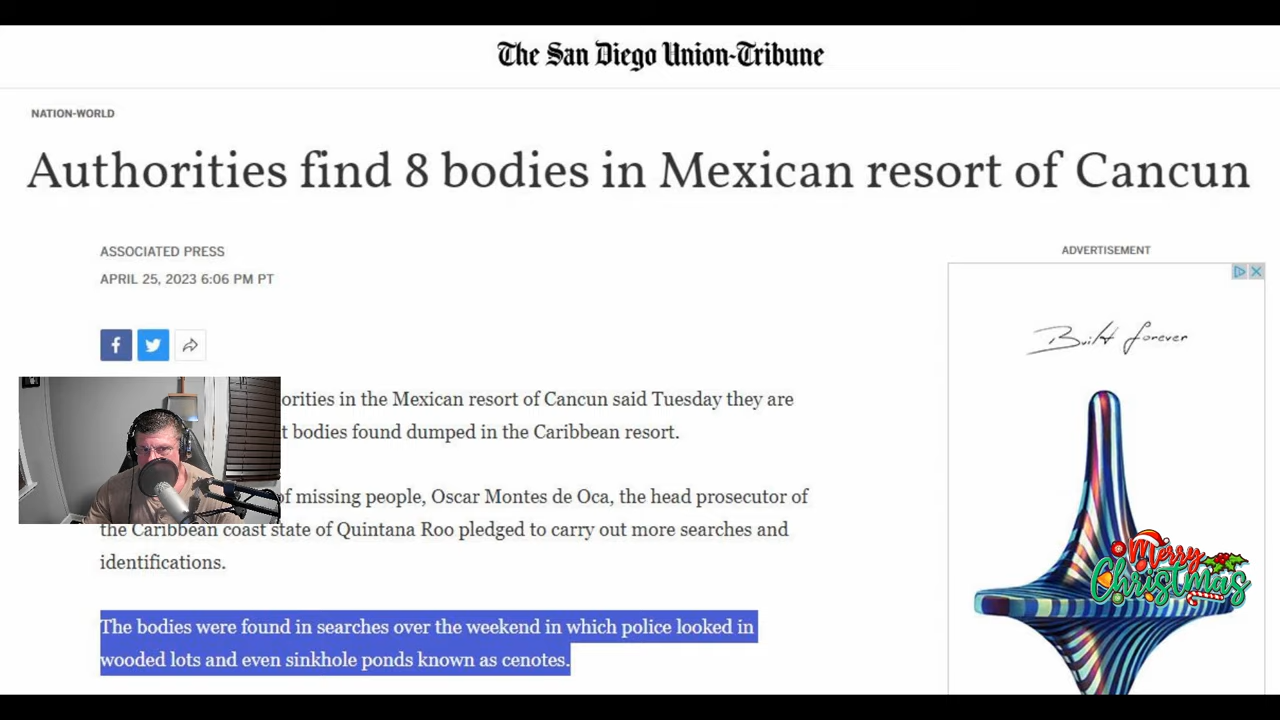 The San Diego Union-Tribune
NATION-WORLD
Authorities find 8 bodies in Mexican resort of Cancun
ASSOCIATED PRESS
APRIL 25, 2023 6:06 PM PT
ADVERTISEMENT
Built forever
orities in the Mexican resort of Cancun said Tuesday they are
t bodies found dumped in the Caribbean resort.
of missing people, Oscar Montes de Oca, the head prosecutor of
the Caribbean coast state of Quintana Roo pledged to carry out more searches and
identifications.
Merry
Christmas
The bodies were found in searches over the weekend in which police looked in
wooded lots and even sinkhole ponds known as cenotes.